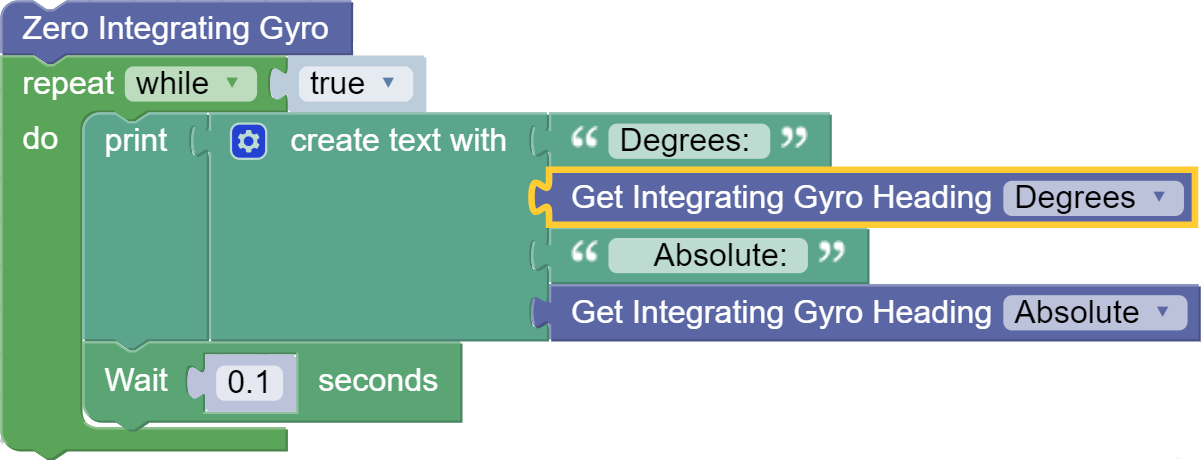 Zero Integrating Gyro
repeat while true
do print create text with “ Degrees: ”
Get Integrating Gyro Heading Degrees
“ Absolute: ”
Get Integrating Gyro Heading Absolute
Wait 0.1 seconds